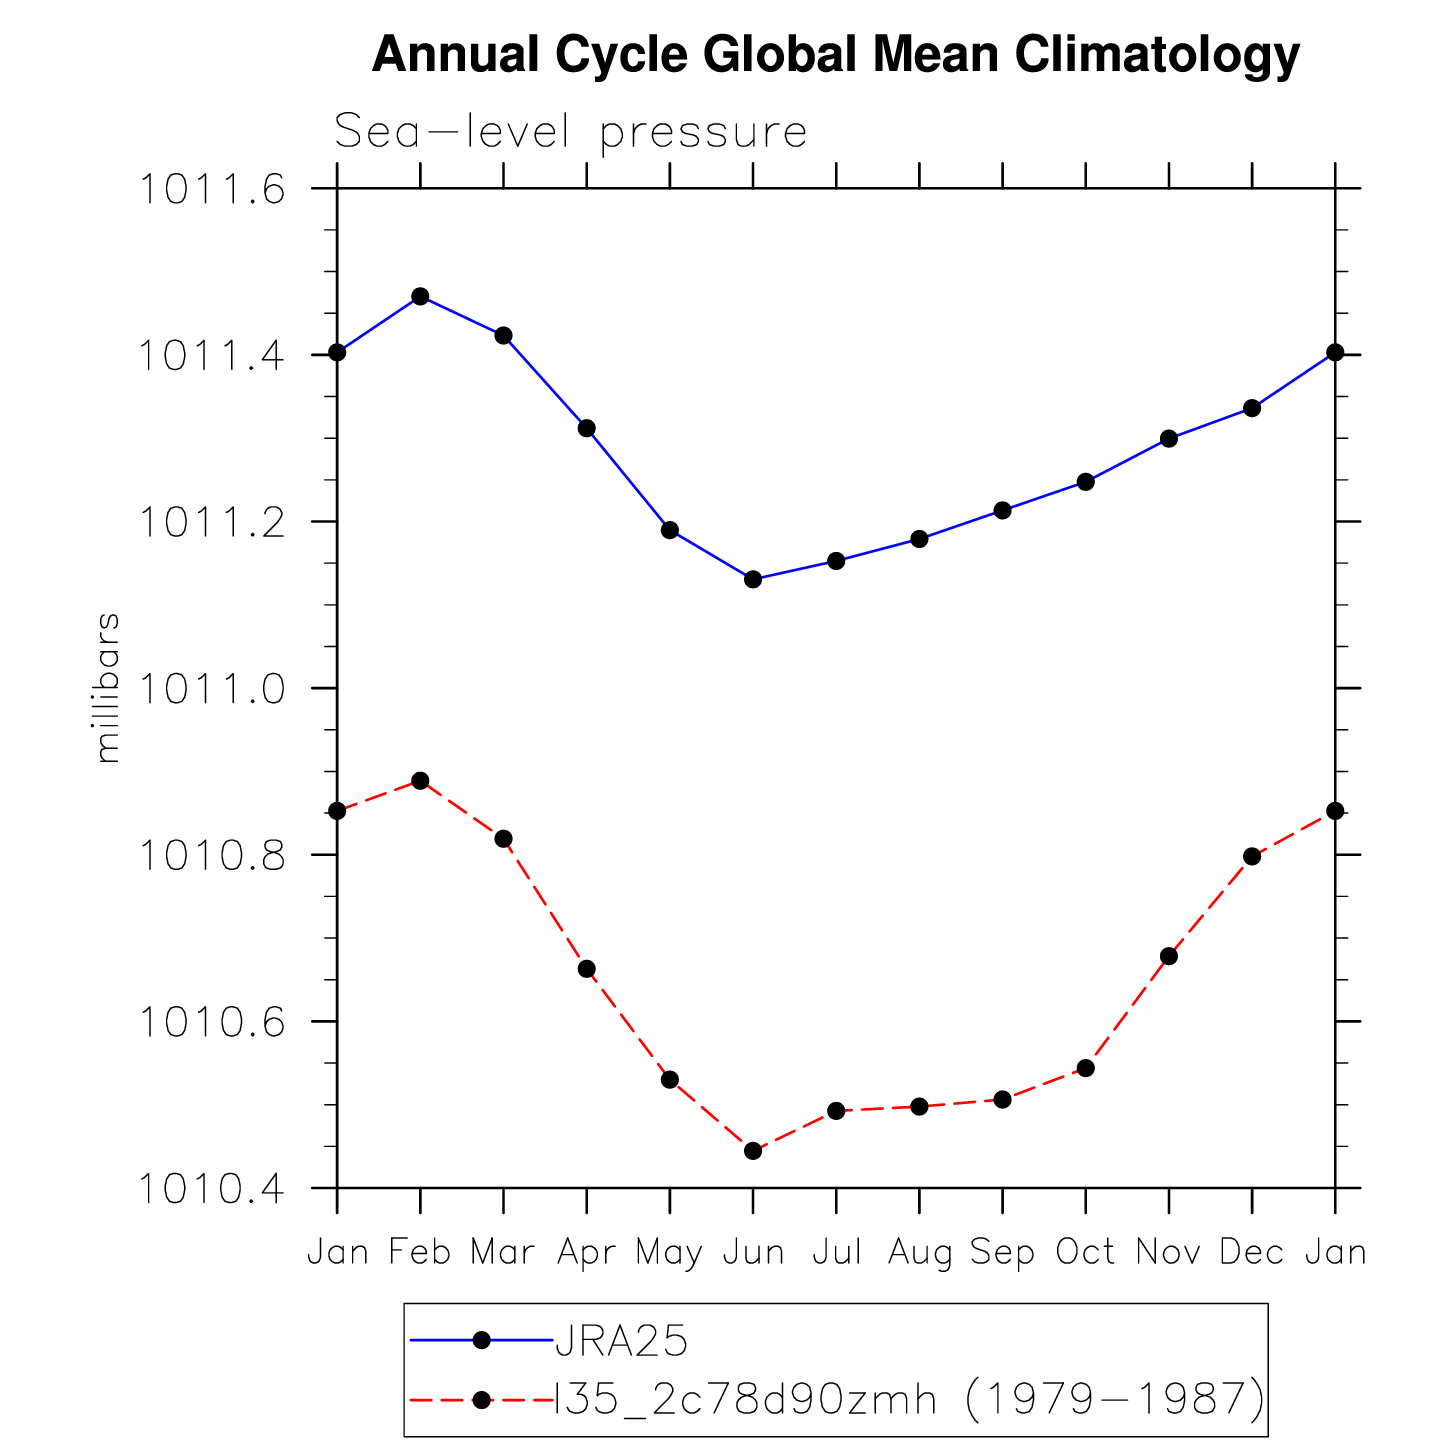 Annual Cycle Global Mean Climatology
Sea-level pressure
1011.6
1011.4
1011.2
1011.0
1010.8
1010.6
1010.4
millibars
Jan Feb Mar Apr May Jun Jul Aug Sep Oct Nov Dec Jan
JRA25
I35_2c78d90zmh (1979-1987)